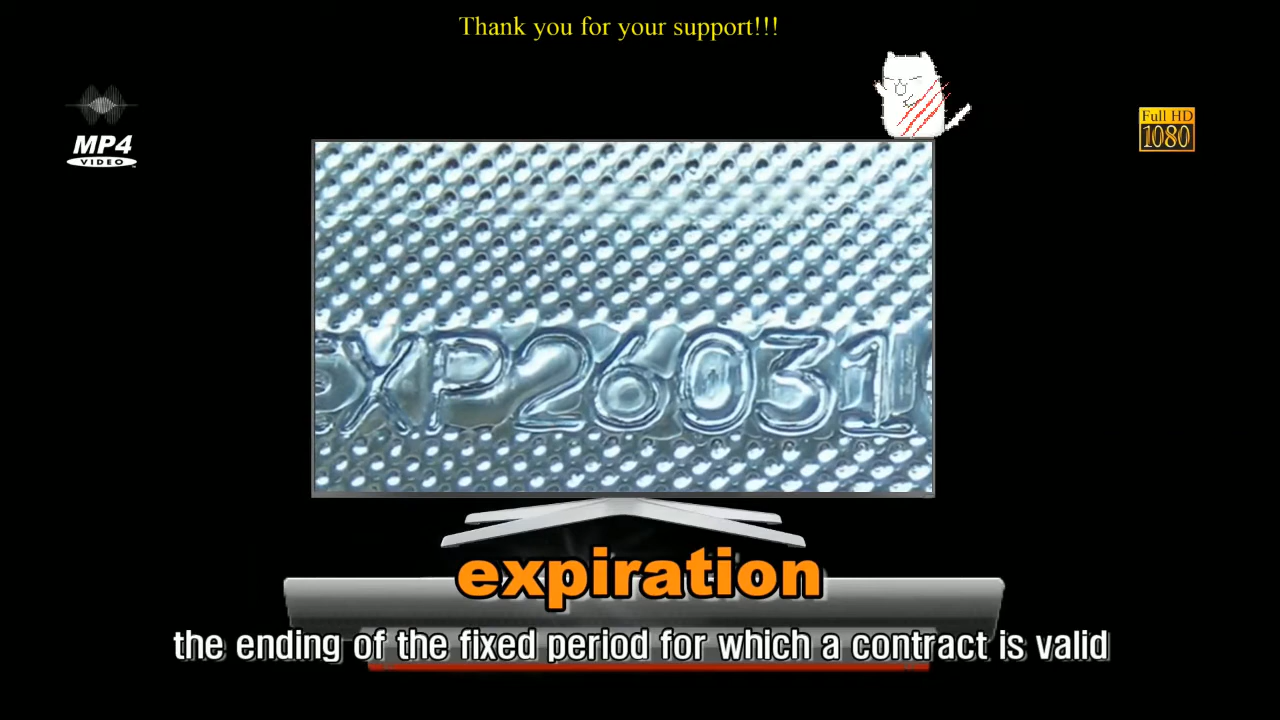 Thank you for your support!!!
MP4
VIDEO
Full HD
1080
EXP26031
expiration
the ending of the fixed period for which a contract is valid